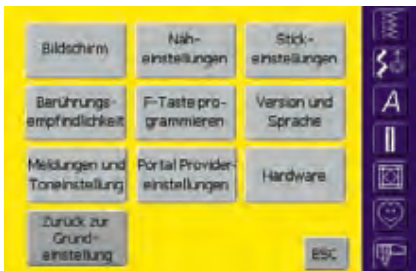 Bildschirm
Näh-
einstellungen
Stick-
einstellungen
Berührungs-
empfindlichkeit
F-Taste pro-
grammieren
Version und
Sprache
Meldungen und
Toneinstellung
Portal Provider-
einstellungen
Hardware
Zurück zur
Grund-
einstellung
ESC
A